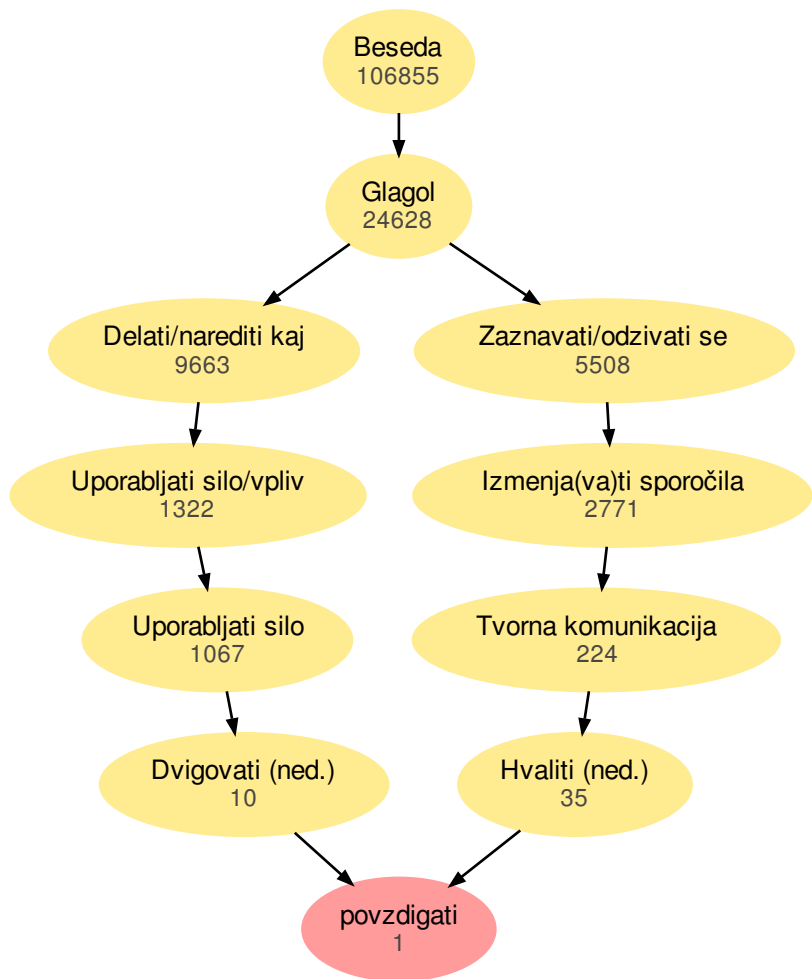 Beseda
106855
Glagol
24628
Delati/narediti kaj
9663
Zaznavati/odzivati se
5508
Uporabljati silo/vpliv
1322
Izmenja(va)ti sporočila
2771
Uporabljati silo
1067
Tvorna komunikacija
224
Dvigovati (ned.)
10
Hvaliti (ned.)
35
povzdigati
1